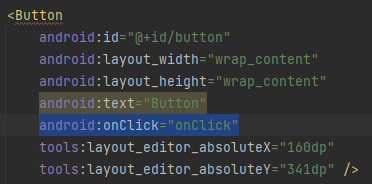 <Button
android:id="@+id/button"
android:layout_width="wrap_content"
android:layout_height="wrap_content"
android:text="Button"
android:onClick="onClick"
tools:layout_editor_absoluteX="160dp"
tools:layout_editor_absoluteY="341dp" />